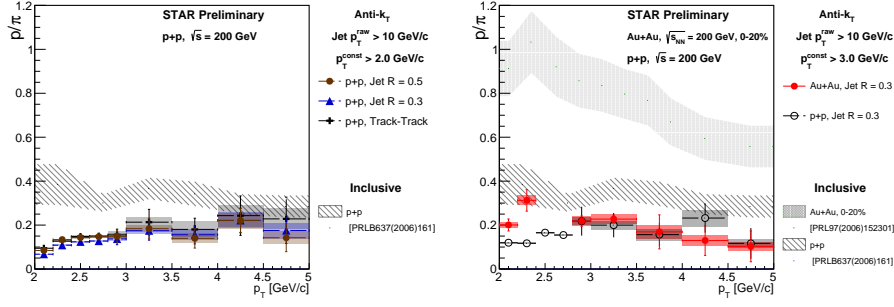 STAR Preliminary
p+p, √s = 200 GeV
p/π
1.2
1
0.8
0.6
0.4
0.2
0
2 2.5 3 3.5 4 4.5 5
p_T [GeV/c]
Anti-k_T
Jet p_T^raw > 10 GeV/c
p_T^const > 2.0 GeV/c
p+p, Jet R = 0.5
p+p, Jet R = 0.3
p+p, Track-Track
Inclusive
p+p
[PRLB637(2006)161]
STAR Preliminary
Au+Au, √s_NN = 200 GeV, 0-20%
p+p, √s = 200 GeV
p/π
1.2
1
0.8
0.6
0.4
0.2
0
2 2.5 3 3.5 4 4.5 5
p_T [GeV/c]
Anti-k_T
Jet p_T^raw > 10 GeV/c
p_T^const > 3.0 GeV/c
Au+Au, Jet R = 0.3
p+p, Jet R = 0.3
Inclusive
Au+Au, 0-20%
[PRL97(2006)152301]
p+p
[PRLB637(2006)161]